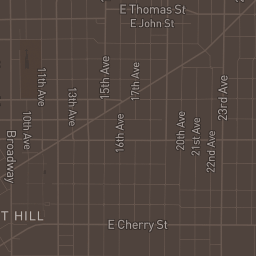 E Thomas St
E John St
11th Ave
10th Ave
13th Ave
15th Ave
17th Ave
16th Ave
20th Ave
21st Ave
22nd Ave
23rd Ave
Broadway
T HILL
E Cherry St